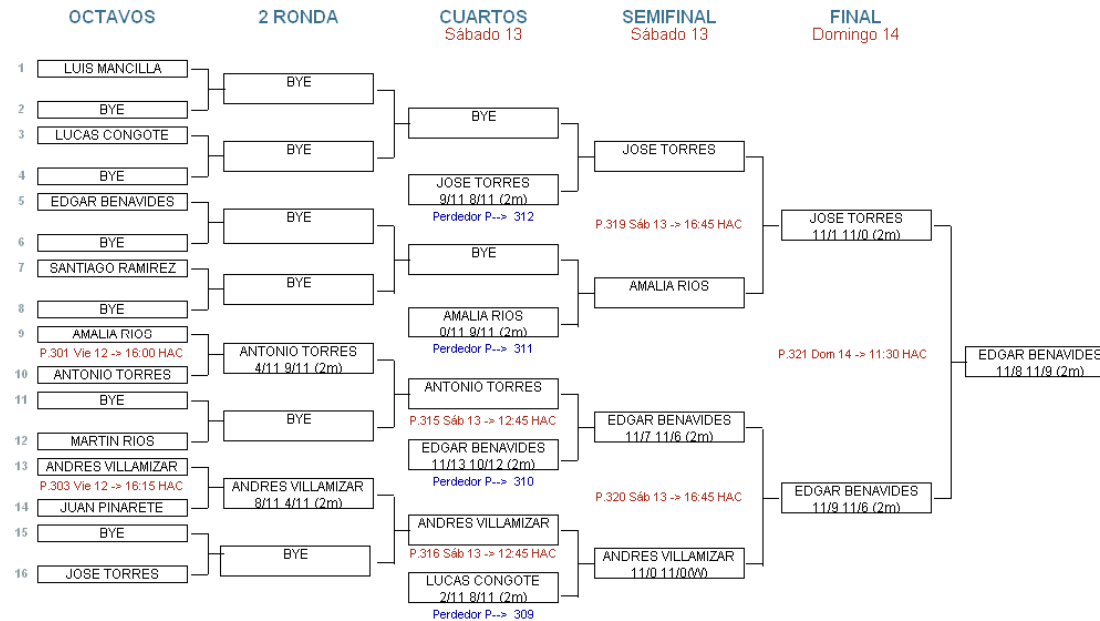 OCTAVOS
2 RONDA
CUARTOS
Sábado 13
SEMIFINAL
Sábado 13
FINAL
Domingo 14
1 LUIS MANCILLA
2 BYE
3 LUCAS CONGOTE
4 BYE
5 EDGAR BENAVIDES
6 BYE
7 SANTIAGO RAMIREZ
8 BYE
9 AMALIA RIOS
P.301 Vie 12 -> 16:00 HAC
10 ANTONIO TORRES
11 BYE
12 MARTIN RIOS
13 ANDRES VILLAMIZAR
P.303 Vie 12 -> 16:15 HAC
14 JUAN PINARETE
15 BYE
16 JOSE TORRES
BYE
BYE
BYE
BYE
ANTONIO TORRES
4/11 9/11 (2m)
BYE
ANDRES VILLAMIZAR
8/11 4/11 (2m)
BYE
BYE
JOSE TORRES
9/11 8/11 (2m)
Perdedor P--> 312
BYE
AMALIA RIOS
0/11 9/11 (2m)
Perdedor P--> 311
ANTONIO TORRES
P.315 Sáb 13 -> 12:45 HAC
EDGAR BENAVIDES
11/13 10/12 (2m)
Perdedor P--> 310
ANDRES VILLAMIZAR
P.316 Sáb 13 -> 12:45 HAC
LUCAS CONGOTE
2/11 8/11 (2m)
Perdedor P--> 309
JOSE TORRES
P.319 Sáb 13 -> 16:45 HAC
AMALIA RIOS
EDGAR BENAVIDES
11/7 11/6 (2m)
P.320 Sáb 13 -> 16:45 HAC
ANDRES VILLAMIZAR
11/0 11/0(W)
JOSE TORRES
11/1 11/0 (2m)
P.321 Dom 14 -> 11:30 HAC
EDGAR BENAVIDES
11/9 11/6 (2m)
EDGAR BENAVIDES
11/8 11/9 (2m)